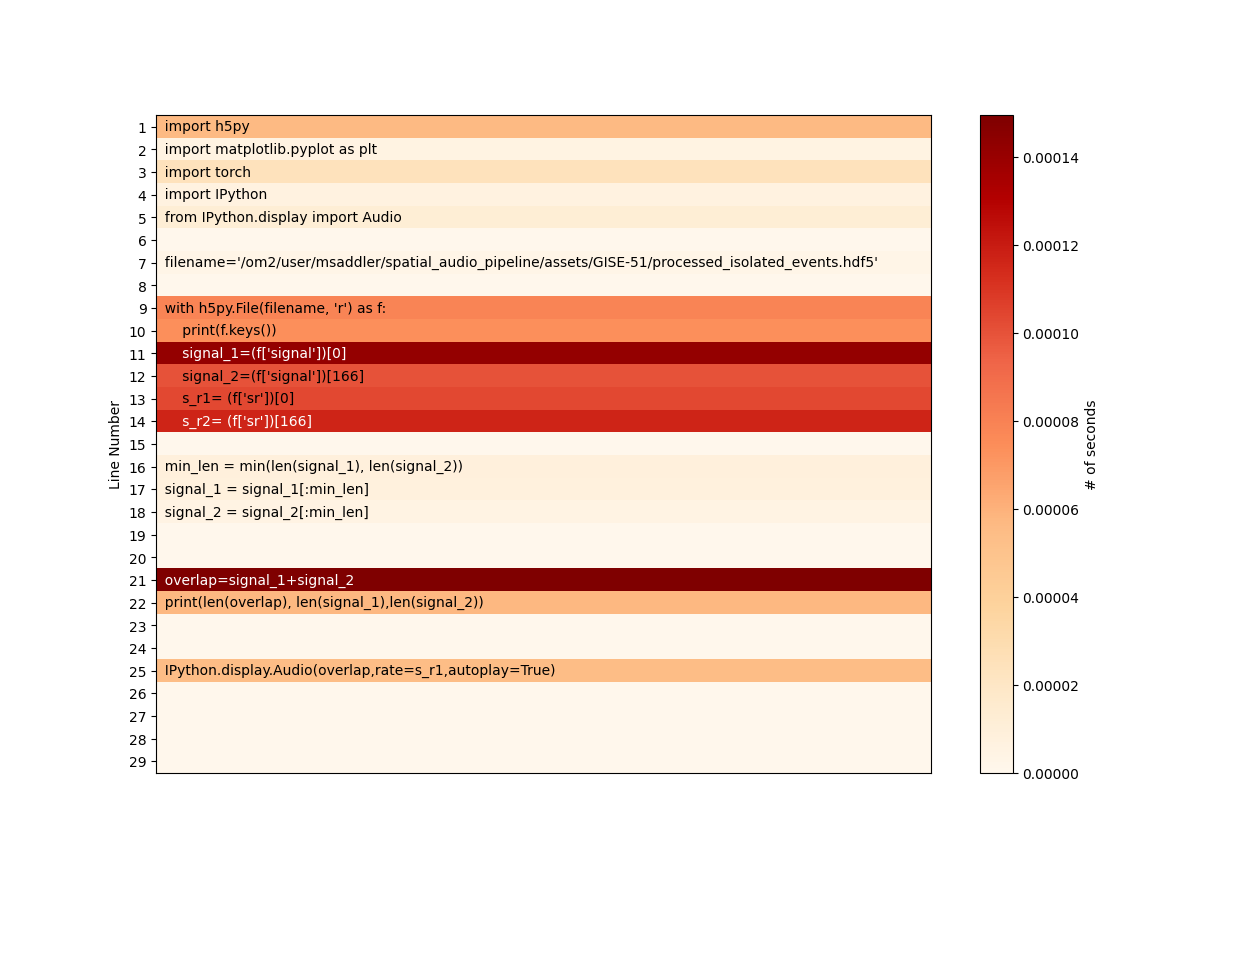 1 import h5py
2 import matplotlib.pyplot as plt
3 import torch
4 import IPython
5 from IPython.display import Audio
6
7 filename='/om2/user/msaddler/spatial_audio_pipeline/assets/GISE-51/processed_isolated_events.hdf5'
8
9 with h5py.File(filename, 'r') as f:
10     print(f.keys())
11     signal_1=(f['signal'])[0]
12     signal_2=(f['signal'])[166]
13     s_r1= (f['sr'])[0]
14     s_r2= (f['sr'])[166]
15
16 min_len = min(len(signal_1), len(signal_2))
17 signal_1 = signal_1[:min_len]
18 signal_2 = signal_2[:min_len]
19
20
21 overlap=signal_1+signal_2
22 print(len(overlap), len(signal_1),len(signal_2))
23
24
25 IPython.display.Audio(overlap,rate=s_r1,autoplay=True)
26
27
28
29
Line Number
0.00014
0.00012
0.00010
0.00008
0.00006
0.00004
0.00002
0.00000
# of seconds